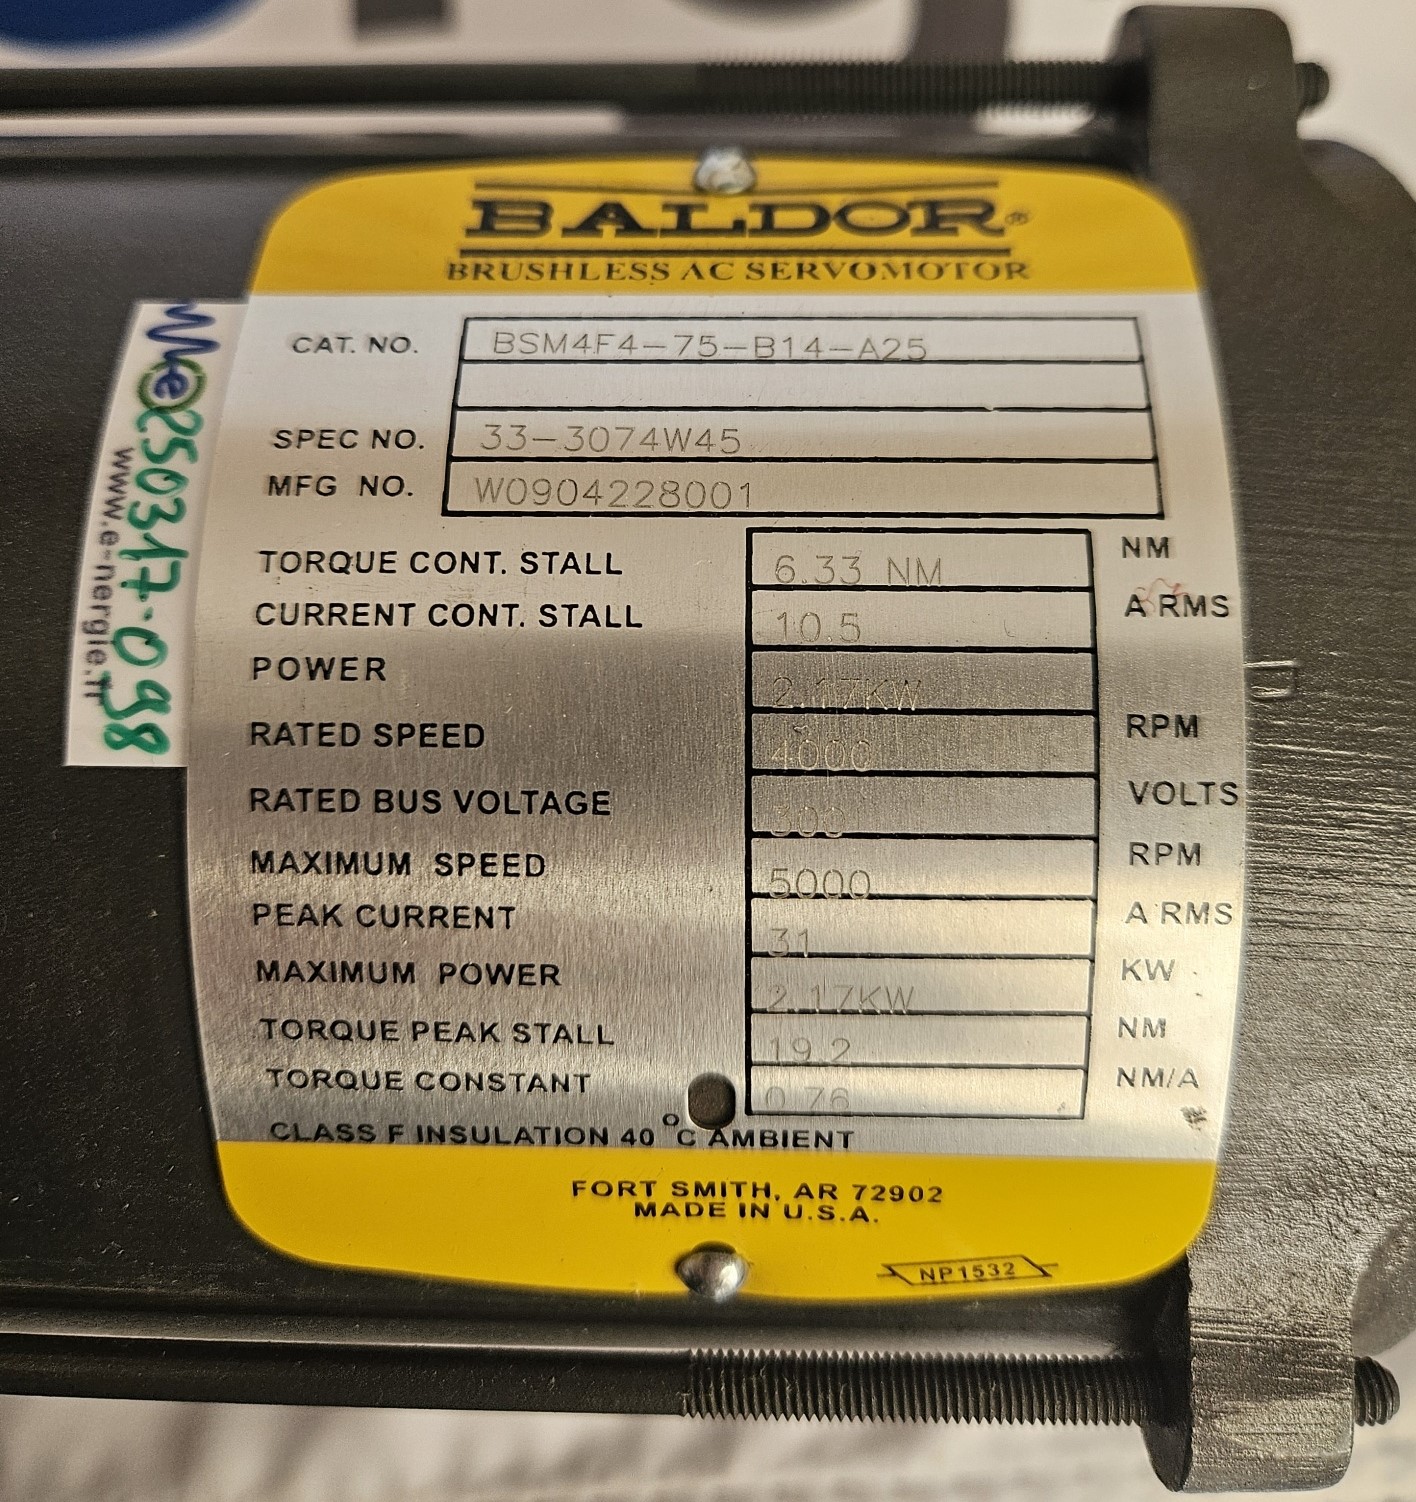 BALDOR®
BRUSHLESS AC SERVOMOTOR
CAT. NO. BSM4F4-75-B14-A25
SPEC NO. 33-3074W45
MFG NO. W0904228001
TORQUE CONT. STALL 6.33 NM NM
CURRENT CONT. STALL 10.5 A RMS
POWER 2.17KW
RATED SPEED 4000 RPM
RATED BUS VOLTAGE 300 VOLTS
MAXIMUM SPEED 5000 RPM
PEAK CURRENT 31 A RMS
MAXIMUM POWER 2.17KW KW
TORQUE PEAK STALL 19.2 NM
TORQUE CONSTANT 0.76 NM/A
CLASS F INSULATION 40 °C AMBIENT
FORT SMITH, AR 72902
MADE IN U.S.A.
NP1532
250317-098
www.e-nergie.fr